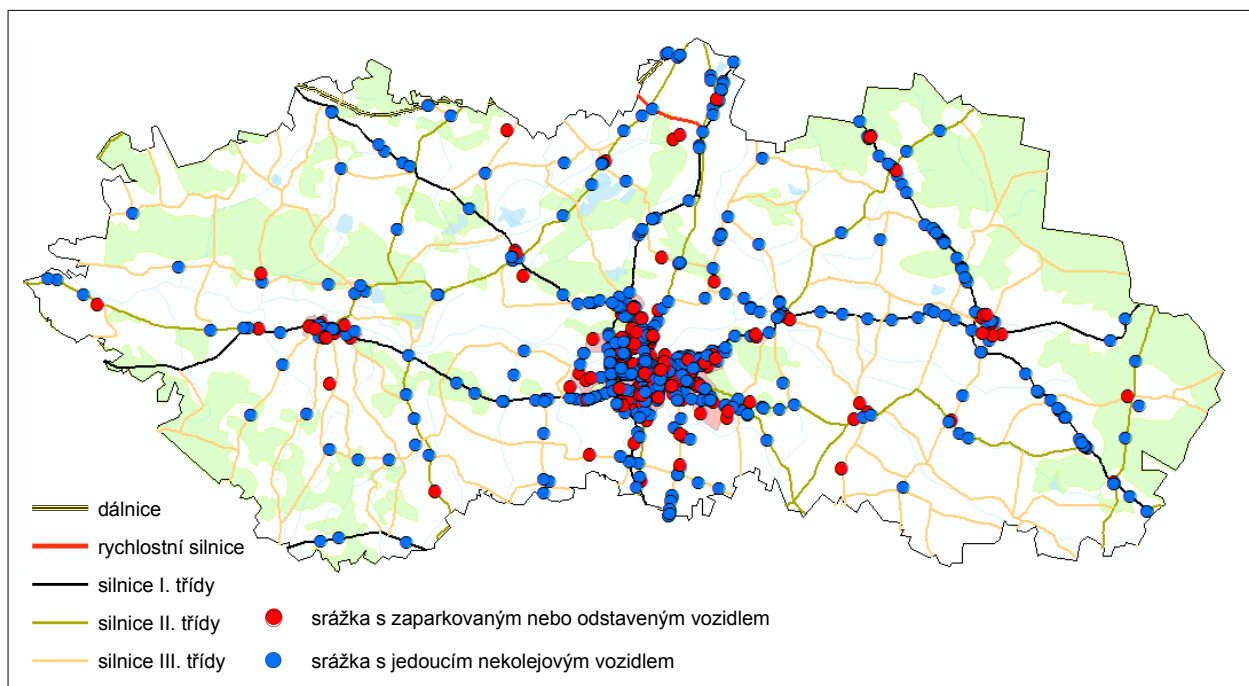 dálnice
rychlostní silnice
silnice I. třídy
silnice II. třídy
silnice III. třídy
srážka s zaparkovaným nebo odstaveným vozidlem
srážka s jedoucím nekolejovým vozidlem